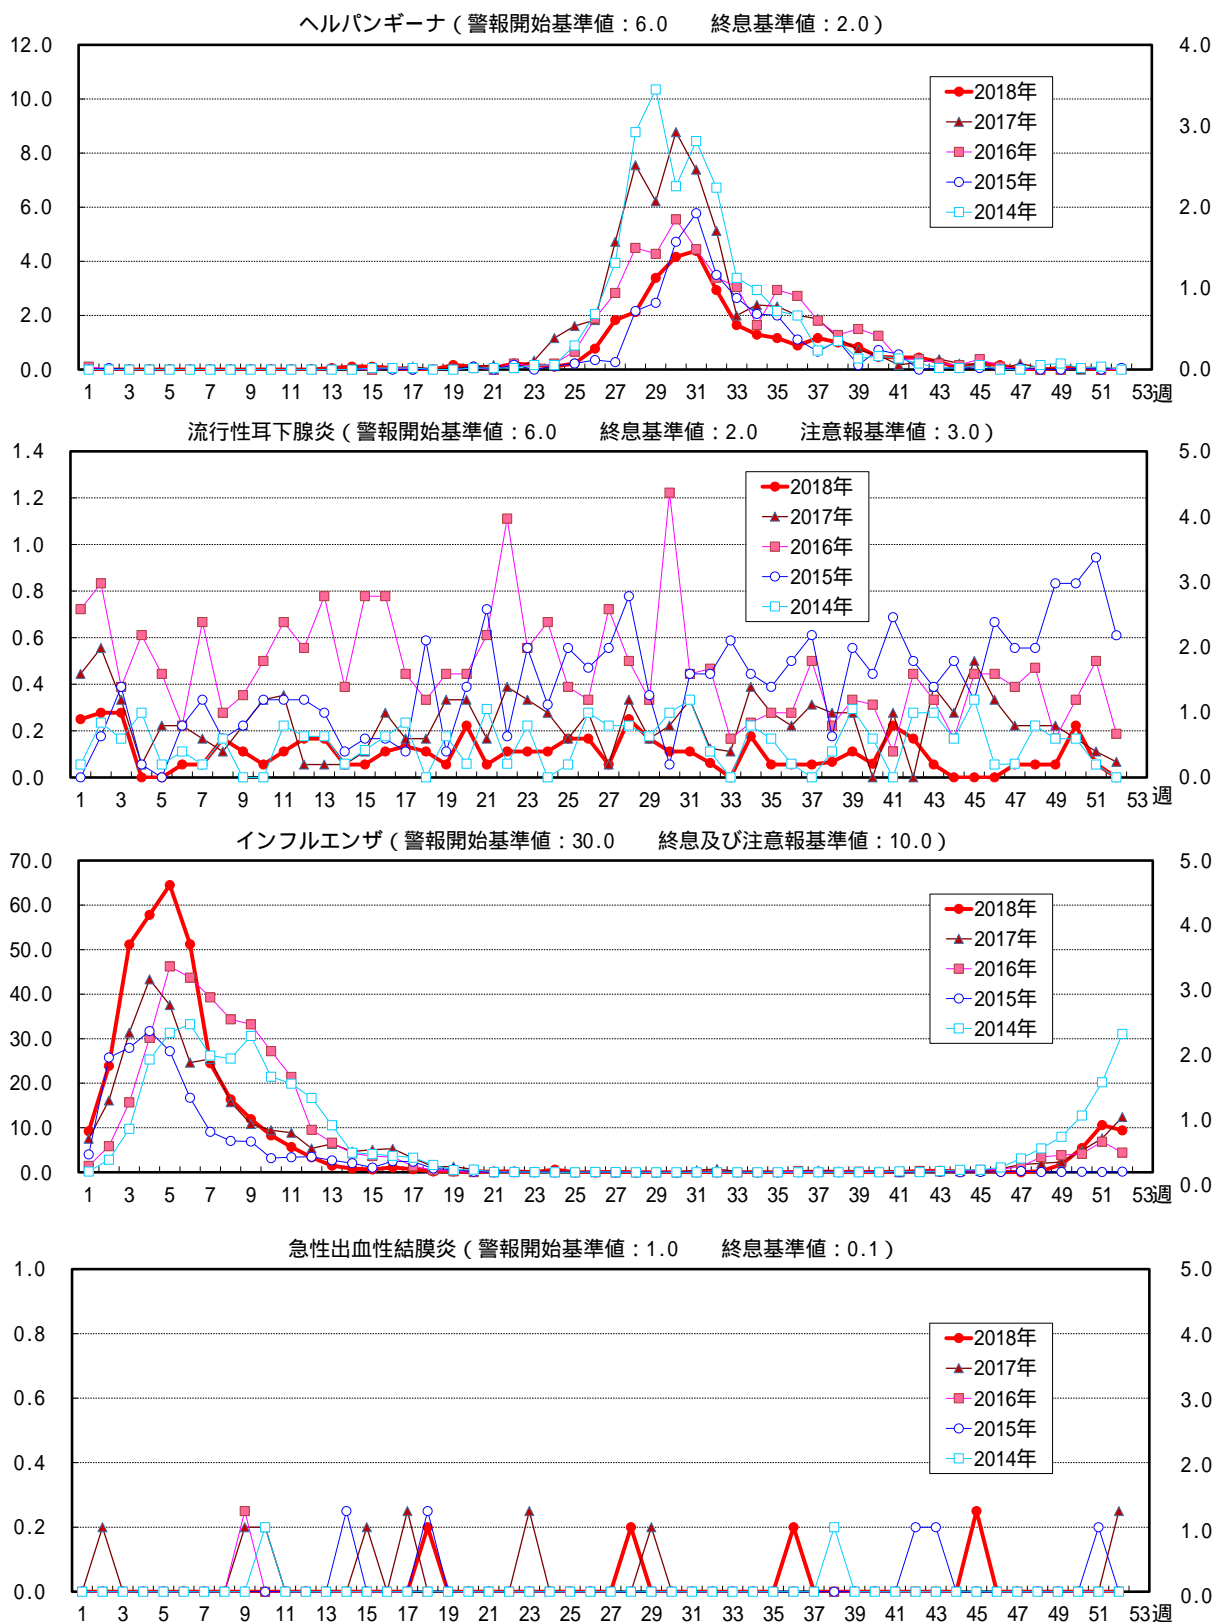 ヘルパンギーナ（警報開始基準値：6.0　　終息基準値：2.0）
12.0
10.0
8.0
6.0
4.0
2.0
0.0
4.0
3.0
2.0
1.0
0.0
2018年
2017年
2016年
2015年
2014年
1 3 5 7 9 11 13 15 17 19 21 23 25 27 29 31 33 35 37 39 41 43 45 47 49 51 53週
流行性耳下腺炎（警報開始基準値：6.0　　終息基準値：2.0　　注意報基準値：3.0）
1.4
1.2
1.0
0.8
0.6
0.4
0.2
0.0
5.0
4.0
3.0
2.0
1.0
0.0
2018年
2017年
2016年
2015年
2014年
1 3 5 7 9 11 13 15 17 19 21 23 25 27 29 31 33 35 37 39 41 43 45 47 49 51 53週
インフルエンザ（警報開始基準値：30.0　　終息及び注意報基準値：10.0）
70.0
60.0
50.0
40.0
30.0
20.0
10.0
0.0
5.0
4.0
3.0
2.0
1.0
0.0
2018年
2017年
2016年
2015年
2014年
1 3 5 7 9 11 13 15 17 19 21 23 25 27 29 31 33 35 37 39 41 43 45 47 49 51 53週
急性出血性結膜炎（警報開始基準値：1.0　　終息基準値：0.1）
1.0
0.8
0.6
0.4
0.2
0.0
5.0
4.0
3.0
2.0
1.0
0.0
2018年
2017年
2016年
2015年
2014年
1 3 5 7 9 11 13 15 17 19 21 23 25 27 29 31 33 35 37 39 41 43 45 47 49 51 53週